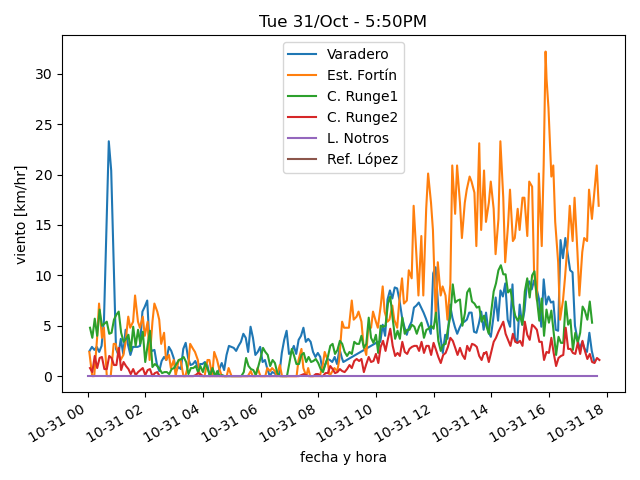 Tue 31/Oct - 5:50PM
Varadero
Est. Fortín
C. Runge1
C. Runge2
L. Notros
Ref. López
viento [km/hr]
30
25
20
15
10
5
0
10-31 00
10-31 02
10-31 04
10-31 06
10-31 08
10-31 10
10-31 12
10-31 14
10-31 16
10-31 18
fecha y hora